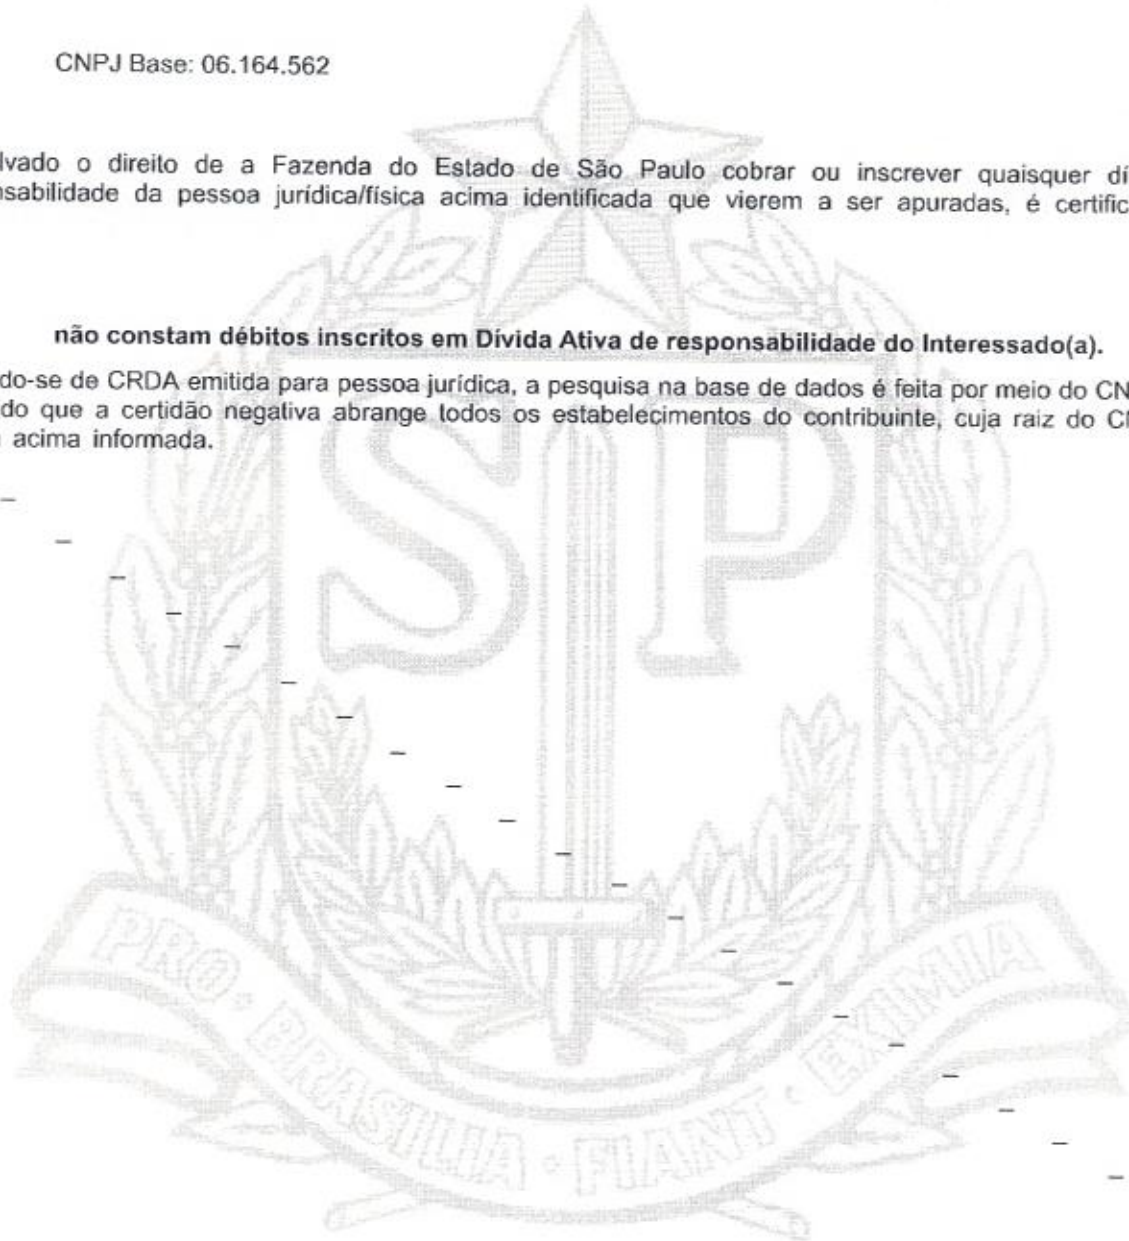 CNPJ Base: 06.164.562
lvado o direito de a Fazenda do Estado de São Paulo cobrar ou inscrever quaisquer dí
nsabilidade da pessoa jurídica/física acima identificada que vierem a ser apuradas, é certific
não constam débitos inscritos em Dívida Ativa de responsabilidade do Interessado(a).
do-se de CRDA emitida para pessoa jurídica, a pesquisa na base de dados é feita por meio do CN
do que a certidão negativa abrange todos os estabelecimentos do contribuinte, cuja raiz do C
acima informada.
SP
PRO · BRASILIA · FIANT · EXIMIA